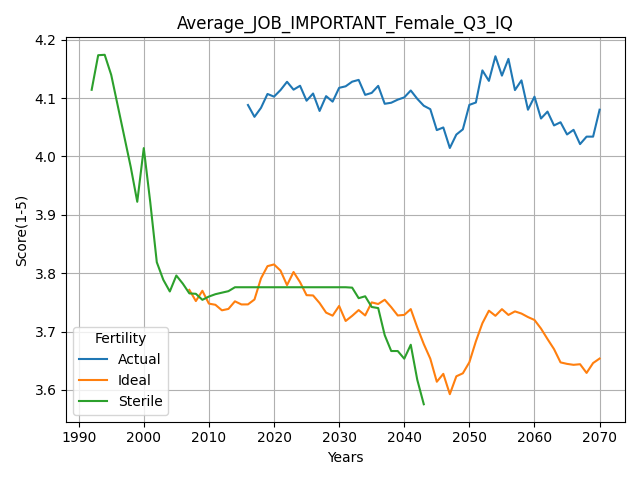 Average_JOB_IMPORTANT_Female_Q3_IQ
Score(1-5)
4.2
4.1
4.0
3.9
3.8
3.7
3.6
Fertility
Actual
Ideal
Sterile
1990 2000 2010 2020 2030 2040 2050 2060 2070
Years